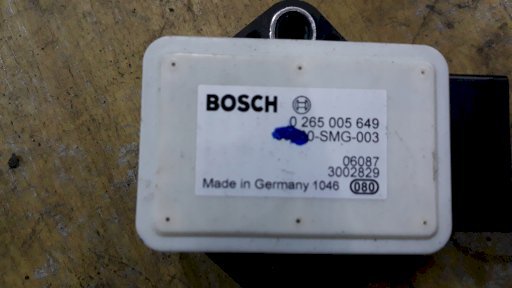 BOSCH
0 265 005 649
0-SMG-003
06087
3002829
Made in Germany 1046 080